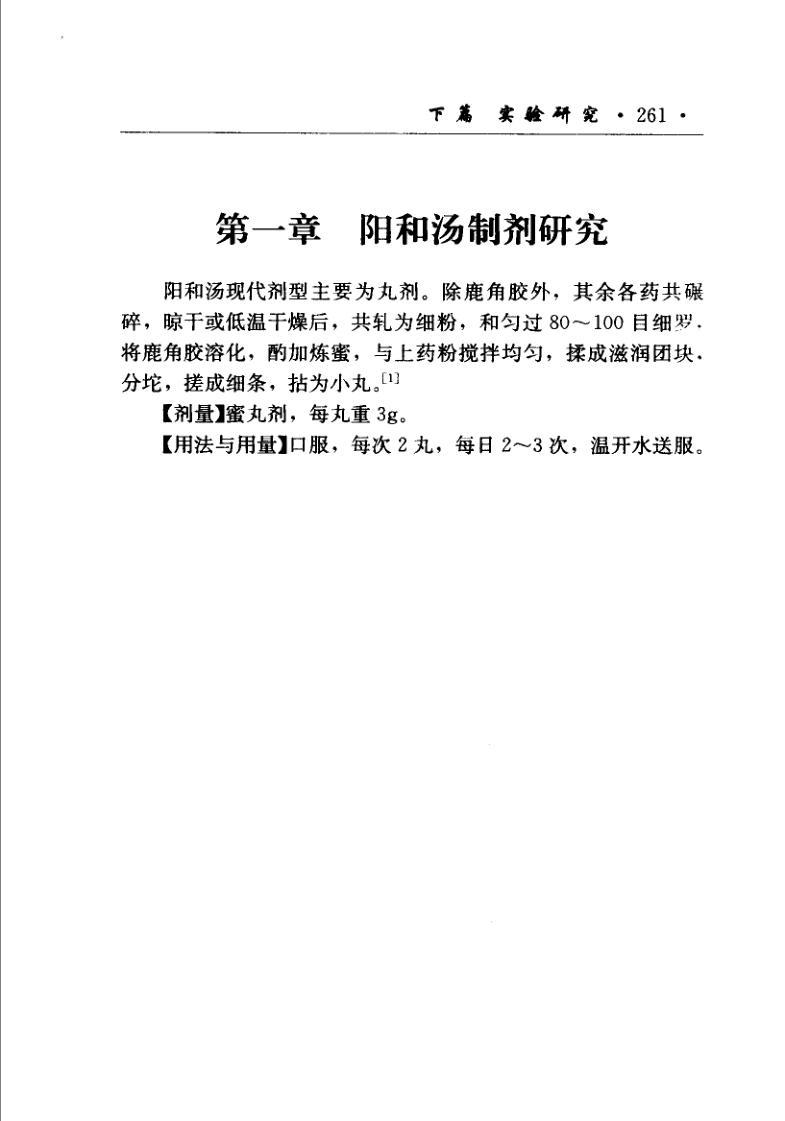 下篇 实验研究 · 261 ·
第一章 阳和汤制剂研究
阳和汤现代剂型主要为丸剂。除鹿角胶外，其余各药共碾
碎，晾干或低温干燥后，共轧为细粉，和匀过 80～100 目细罗．
将鹿角胶溶化，酌加炼蜜，与上药粉搅拌均匀，揉成滋润团块．
分坨，搓成细条，拈为小丸。[1]
【剂量】蜜丸剂，每丸重 3g。
【用法与用量】口服，每次 2 丸，每日 2～3 次，温开水送服。